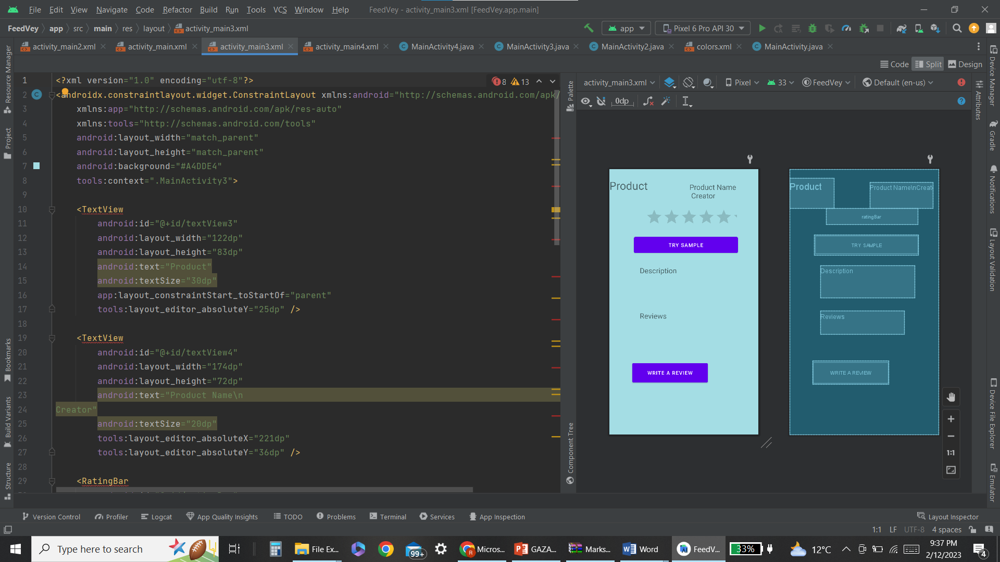 File Edit View Navigate Code Refactor Build Run Tools VCS Window Help FeedVey - activity_main3.xml [FeedVey.app.main]
FeedVey app src main res layout activity_main3.xml app Pixel 6 Pro API 30
activity_main2.xml activity_main.xml activity_main3.xml activity_main4.xml MainActivity4.java MainActivity3.java MainActivity2.java colors.xml MainActivity.java
Code Split Design
Resource Manager
Project
Bookmarks
Build Variants
Structure
1 <?xml version="1.0" encoding="utf-8"?>
8 13
2 <androidx.constraintlayout.widget.ConstraintLayout xmlns:android="http://schemas.android.com/apk/
3 xmlns:app="http://schemas.android.com/apk/res-auto"
4 xmlns:tools="http://schemas.android.com/tools"
5 android:layout_width="match_parent"
6 android:layout_height="match_parent"
7 android:background="#A4DDE4"
8 tools:context=".MainActivity3">
9
10 <TextView
11 android:id="@+id/textView3"
12 android:layout_width="122dp"
13 android:layout_height="83dp"
14 android:text="Product"
15 android:textSize="30dp"
16 app:layout_constraintStart_toStartOf="parent"
17 tools:layout_editor_absoluteY="25dp" />
18
19 <TextView
20 android:id="@+id/textView4"
21 android:layout_width="174dp"
22 android:layout_height="72dp"
23 android:text="Product Name\n
24 Creator"
25 android:textSize="20dp"
26 tools:layout_editor_absoluteX="221dp"
27 tools:layout_editor_absoluteY="36dp" />
28
29 <RatingBar
Palette
Component Tree
activity_main3.xml Pixel 33 FeedVey Default (en-us)
0dp
Product
Product Name
Creator
TRY SAMPLE
Description
Reviews
WRITE A REVIEW
Product
Product Name\nCreat
ratingBar
TRY SAMPLE
Description
Reviews
WRITE A REVIEW
1:1
Attributes
Device Manager
Gradle
Notifications
Layout Validation
Device File Explorer
Emulator
Version Control Profiler Logcat App Quality Insights TODO Problems Terminal Services App Inspection Layout Inspector
1:1 LF UTF-8 4 spaces
Type here to search
File Ex...
99+
Micros...
GAZA...
Marks...
Word
FeedV...
33%
12°C
9:37 PM
2/12/2023
4